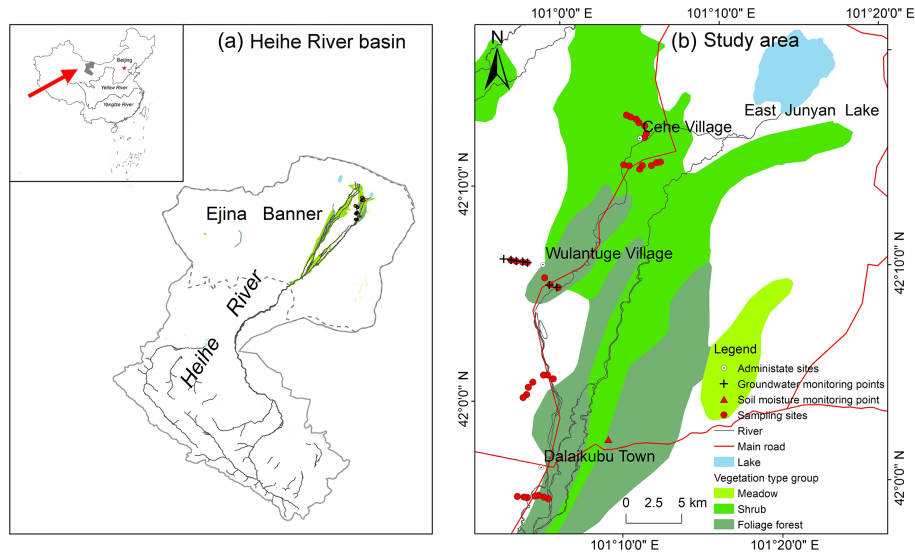 (a) Heihe River basin
Beijing
Yellow River
Yangtze River
Ejina Banner
Heihe River
101°0'0" E
101°10'0" E
101°20'0" E
N
(b) Study area
East Junyan Lake
Cehe Village
42°10'0" N
Wulantuge Village
42°10'0" N
Legend
Administate sites
Groundwater monitoring points
Soil moisture monitoring point
Sampling sites
River
Main road
Lake
Vegetation type group
Meadow
Shrub
Foliage forest
42°0'0" N
Dalaikubu Town
42°0'0" N
0 2.5 5 km
101°10'0" E
101°20'0" E